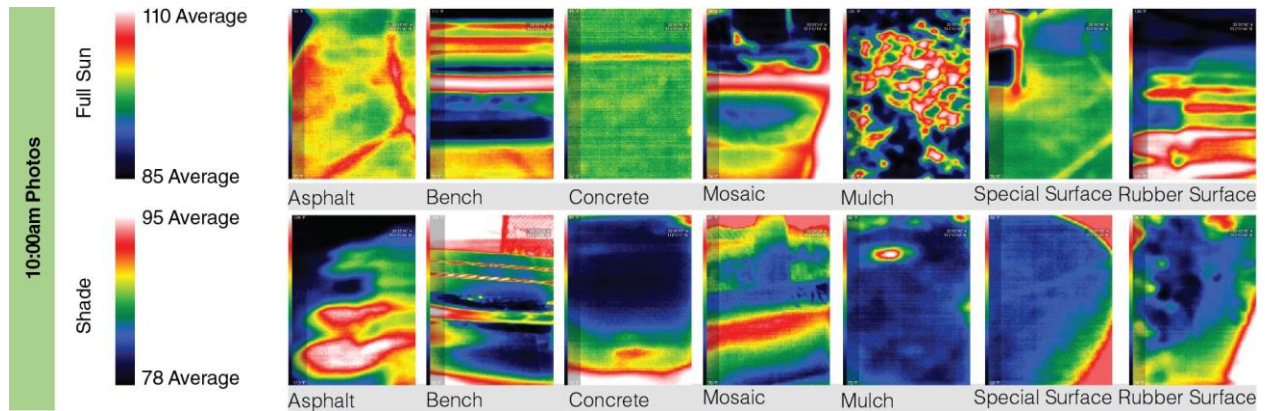 10:00am Photos
Full Sun
110 Average
85 Average
Asphalt
Bench
Concrete
Mosaic
Mulch
Special Surface
Rubber Surface
Shade
95 Average
78 Average
Asphalt
Bench
Concrete
Mosaic
Mulch
Special Surface
Rubber Surface